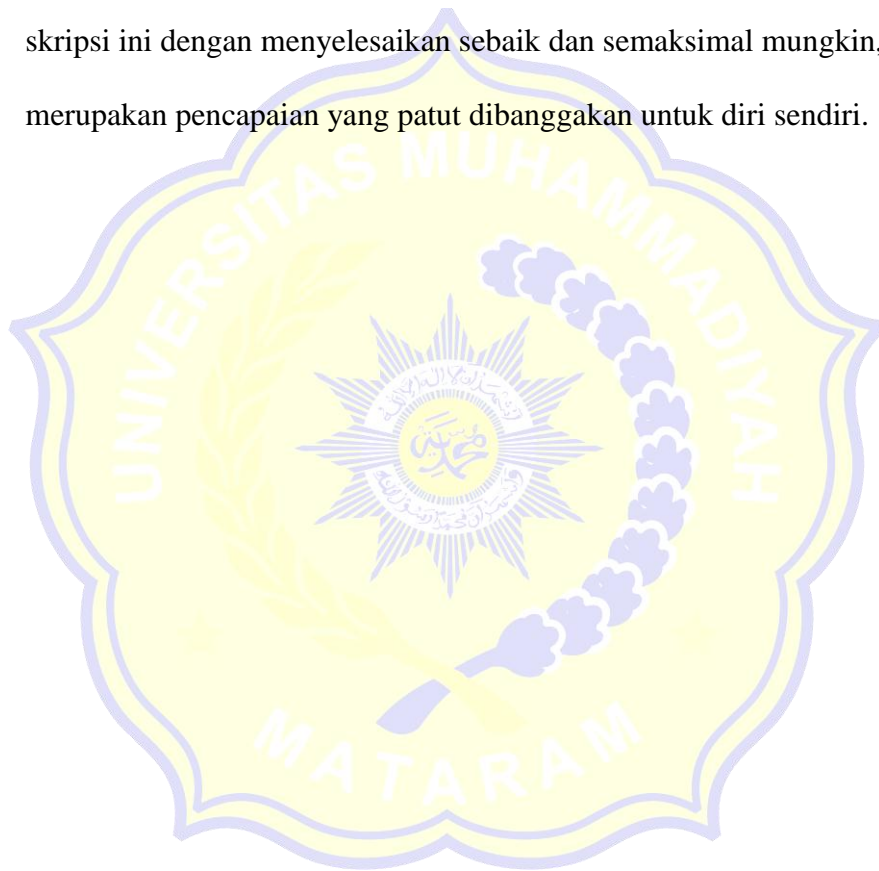 skripsi ini dengan menyelesaikan sebaik dan semaksimal mungkin,
merupakan pencapaian yang patut dibanggakan untuk diri sendiri.
UNIVERSITAS MUHAMMADIYAH
MATARAM